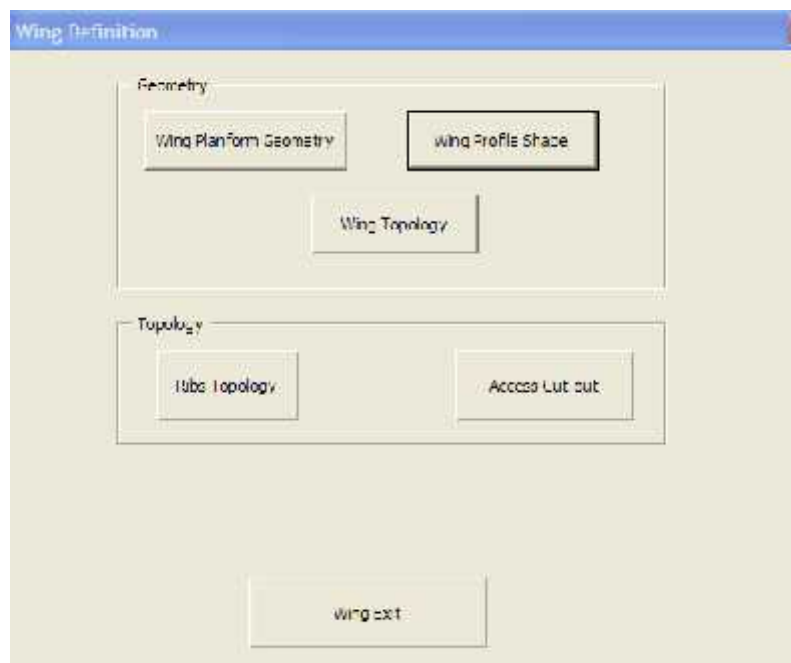 Wing Definition
Geometry
Wing Planform Geometry
Wing Profile Shape
Wing Topology
Topology
Ribs Topology
Access Cut out
Wing Exit